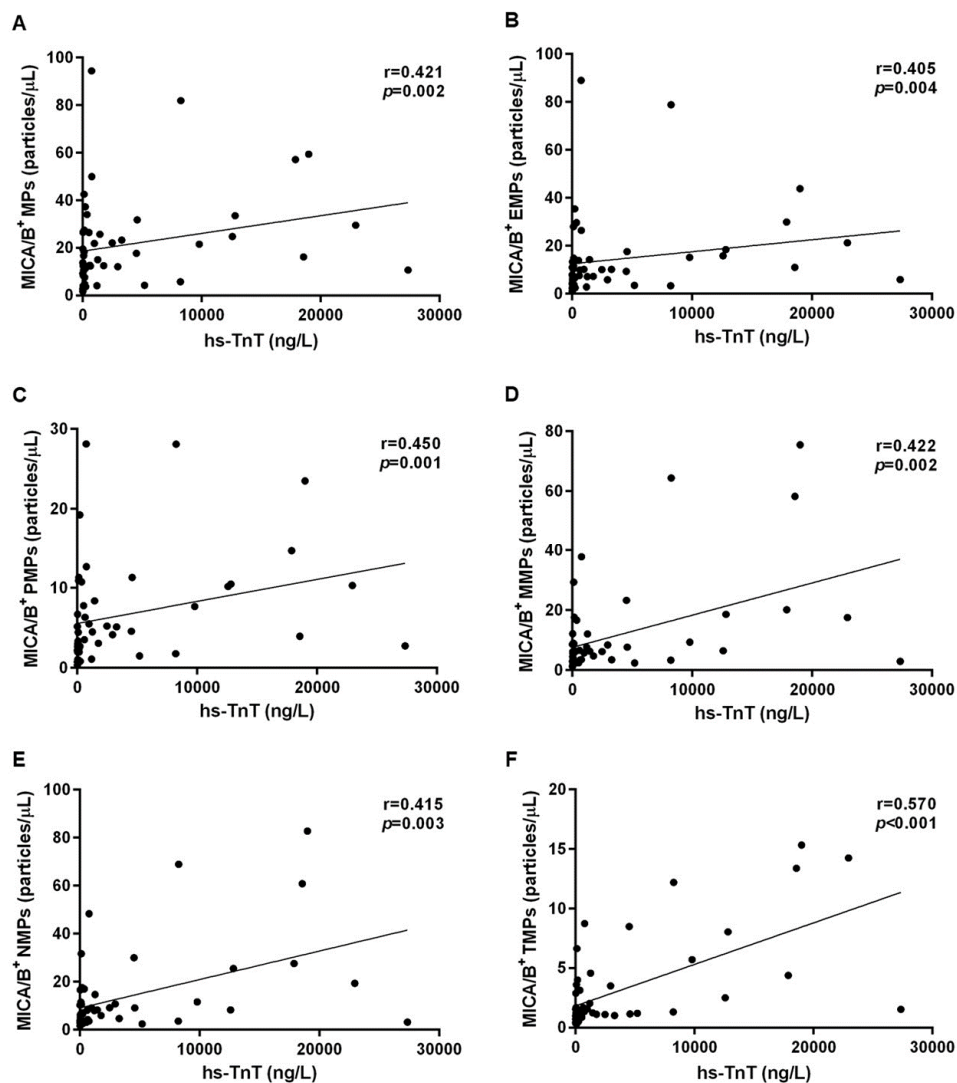 A
MICA/B+ MPs (particles/μL)
100
80
60
40
20
0
r=0.421
p=0.002
0
10000
20000
30000
hs-TnT (ng/L)
B
MICA/B+ EMPs (particles/μL)
100
80
60
40
20
0
r=0.405
p=0.004
0
10000
20000
30000
hs-TnT (ng/L)
C
MICA/B+ PMPs (particles/μL)
30
20
10
0
r=0.450
p=0.001
0
10000
20000
30000
hs-TnT (ng/L)
D
MICA/B+ MMPs (particles/μL)
80
60
40
20
0
r=0.422
p=0.002
0
10000
20000
30000
hs-TnT (ng/L)
E
MICA/B+ NMPs (particles/μL)
100
80
60
40
20
0
r=0.415
p=0.003
0
10000
20000
30000
hs-TnT (ng/L)
F
MICA/B+ TMPs (particles/μL)
20
15
10
5
0
r=0.570
p<0.001
0
10000
20000
30000
hs-TnT (ng/L)